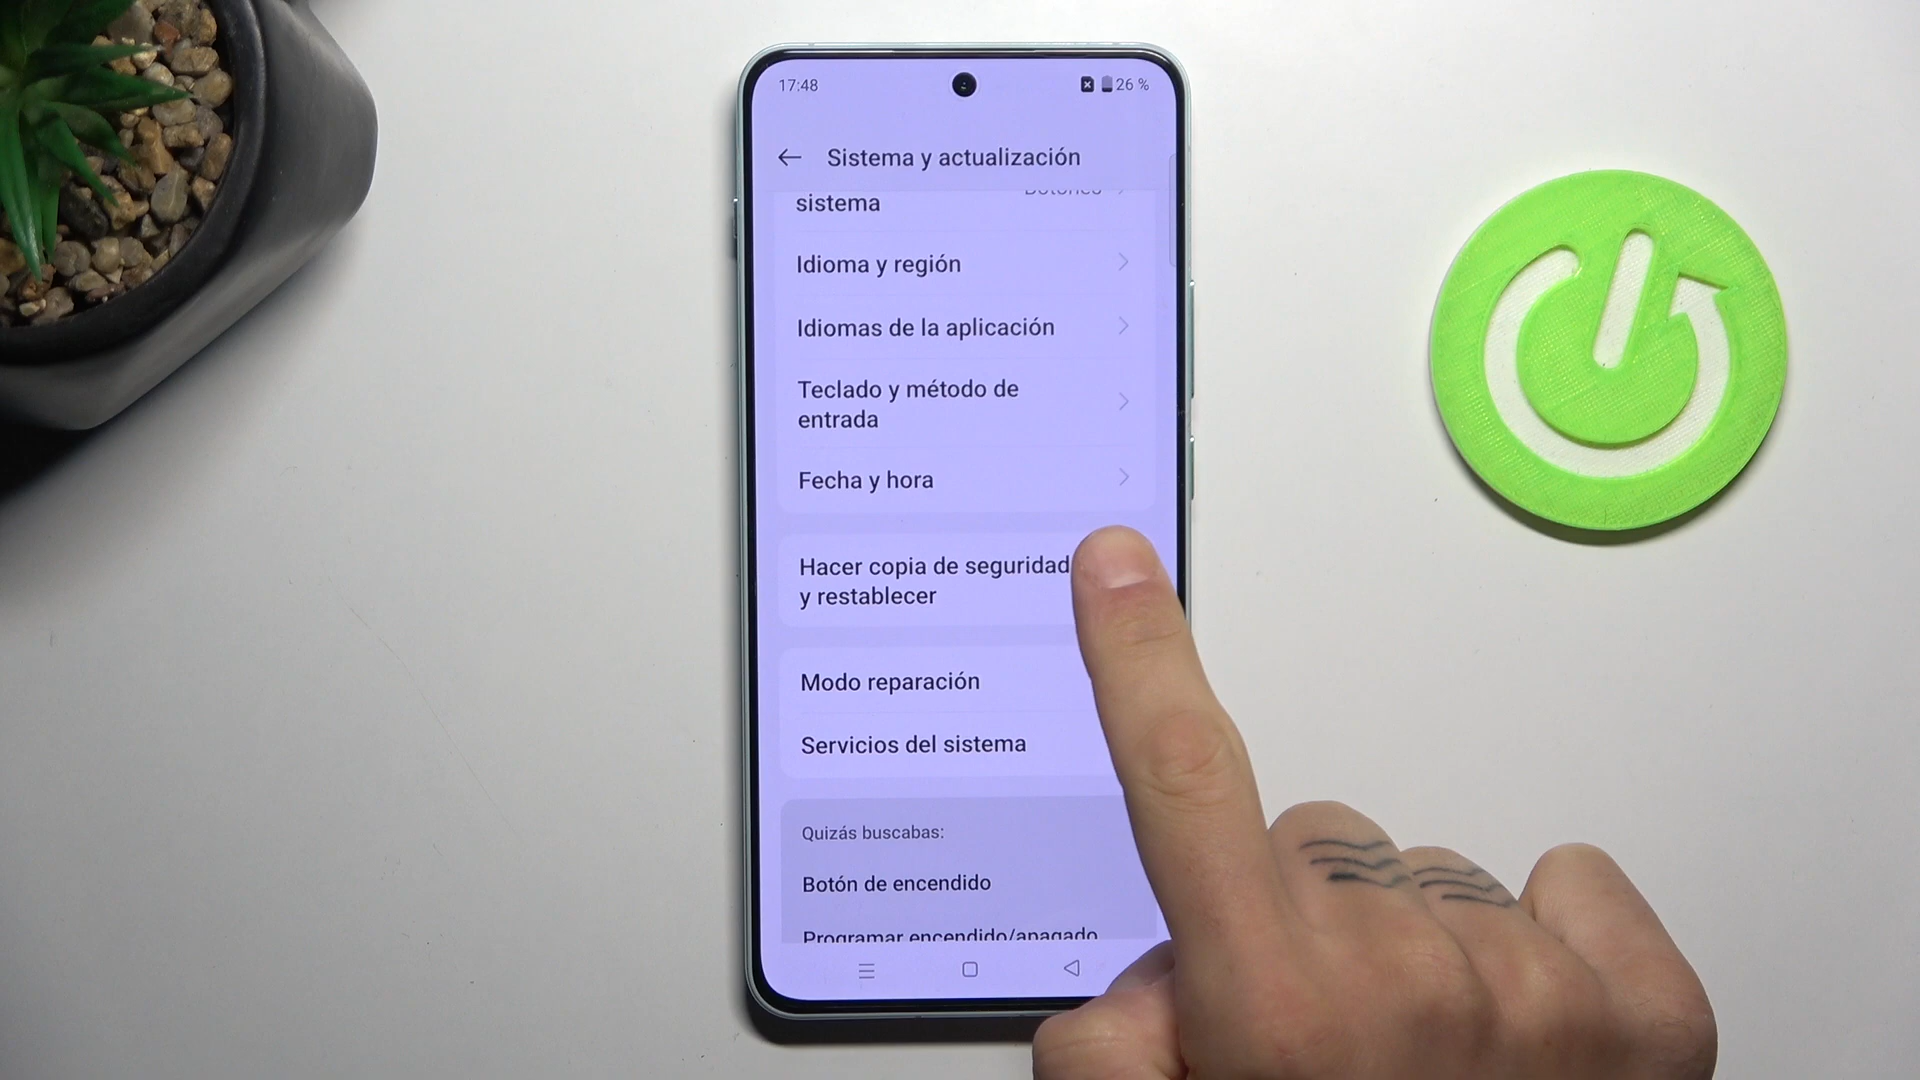 17:48
26 %
Sistema y actualización
sistema
Botones
Idioma y región
Idiomas de la aplicación
Teclado y método de
entrada
Fecha y hora
Hacer copia de seguridad
y restablecer
Modo reparación
Servicios del sistema
Quizás buscabas:
Botón de encendido
Programar encendido/apagado